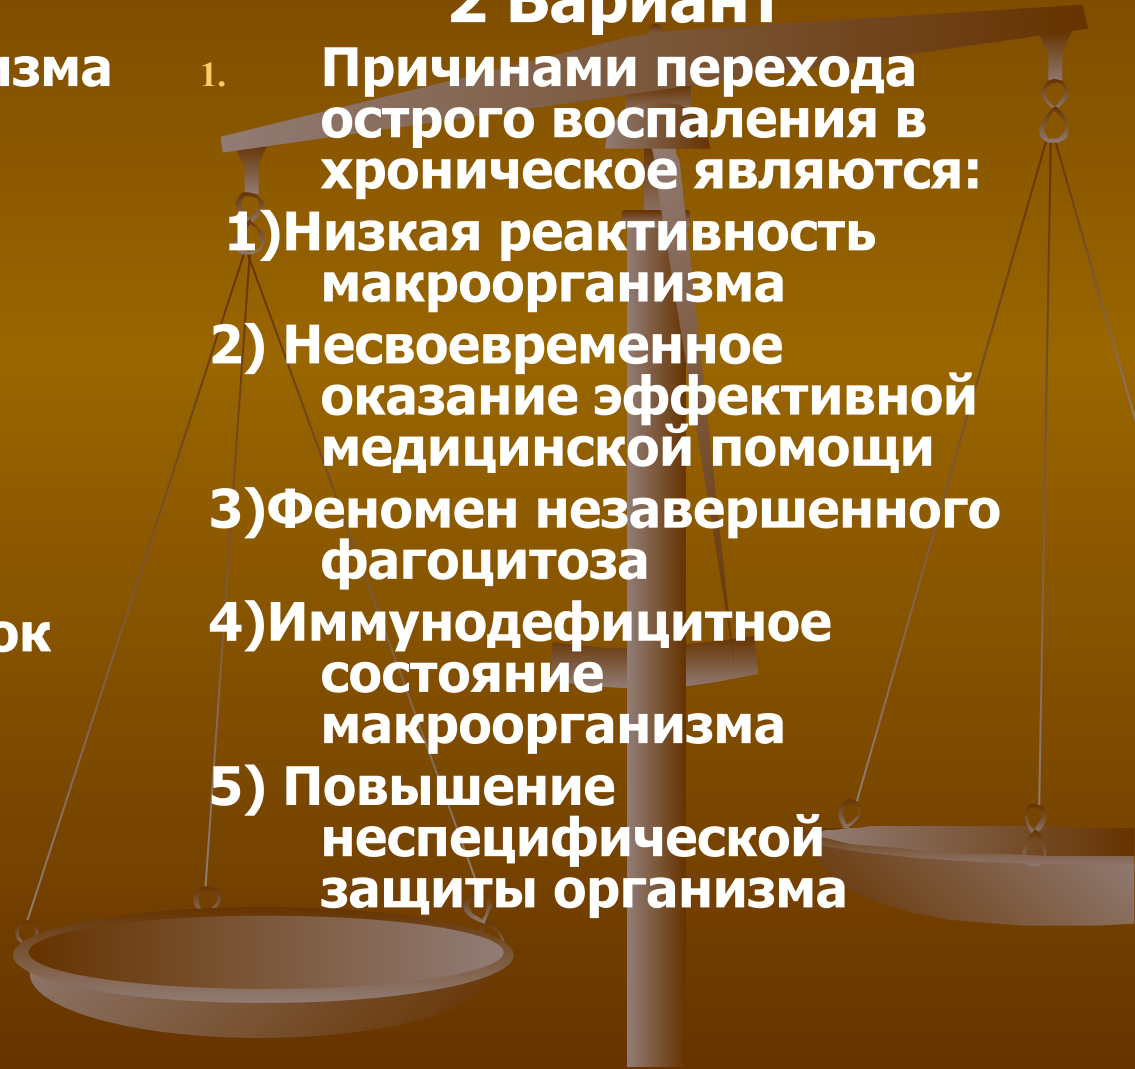 2 Вариант
изма
1. Причинами перехода
острого воспаления в
хроническое являются:
1)Низкая реактивность
макроорганизма
2) Несвоевременное
оказание эффективной
медицинской помощи
3)Феномен незавершенного
фагоцитоза
ок
4)Иммунодефицитное
состояние
макроорганизма
5) Повышение
неспецифической
защиты организма